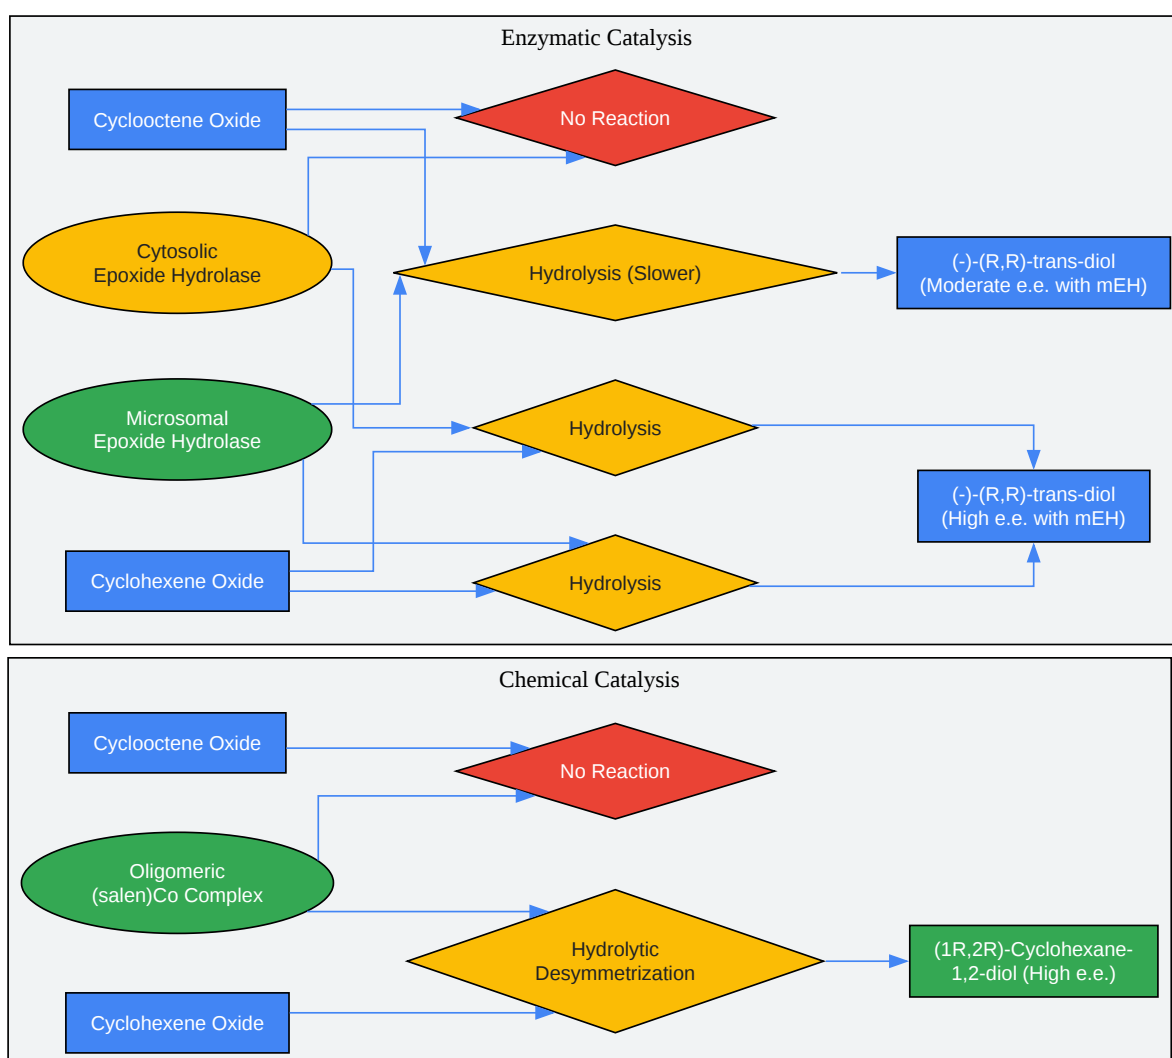 Enzymatic Catalysis
Cyclooctene Oxide
No Reaction
Cytosolic
Epoxide Hydrolase
Hydrolysis (Slower)
(-)-(R,R)-trans-diol
(Moderate e.e. with mEH)
Microsomal
Epoxide Hydrolase
Hydrolysis
(-)-(R,R)-trans-diol
(High e.e. with mEH)
Cyclohexene Oxide
Hydrolysis
Chemical Catalysis
Cyclooctene Oxide
No Reaction
Oligomeric
(salen)Co Complex
Hydrolytic
Desymmetrization
(1R,2R)-Cyclohexane-
1,2-diol (High e.e.)
Cyclohexene Oxide